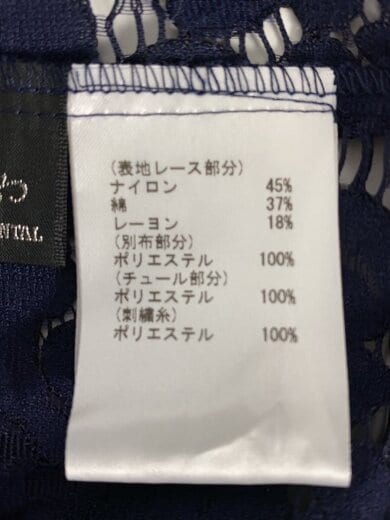 (表地レース部分)
ナイロン 45%
綿 37%
レーヨン 18%
(別布部分)
ポリエステル 100%
(チュール部分)
ポリエステル 100%
(刺繍糸)
ポリエステル 100%